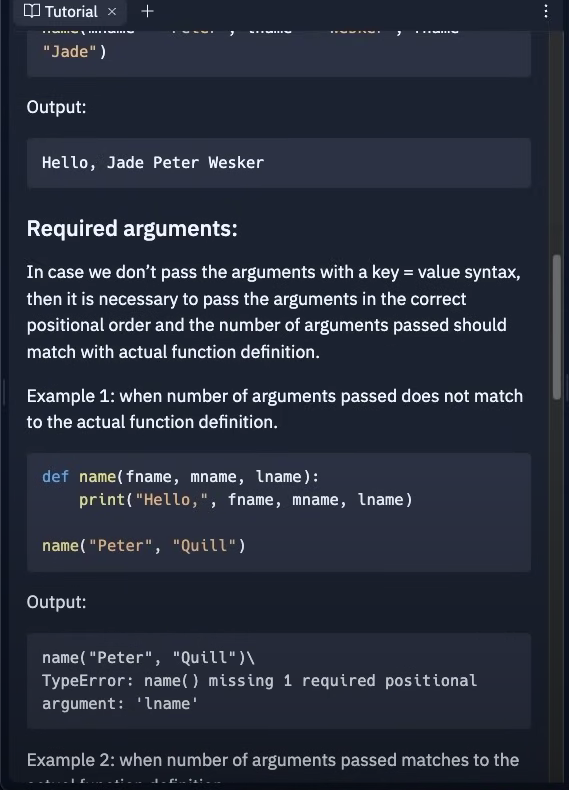 Tutorial
"Jade")
Output:
Hello, Jade Peter Wesker
Required arguments:
In case we don’t pass the arguments with a key = value syntax,
then it is necessary to pass the arguments in the correct
positional order and the number of arguments passed should
match with actual function definition.
Example 1: when number of arguments passed does not match
to the actual function definition.
def name(fname, mname, lname):
    print("Hello,", fname, mname, lname)
name("Peter", "Quill")
Output:
name("Peter", "Quill")\
TypeError: name() missing 1 required positional
argument: 'lname'
Example 2: when number of arguments passed matches to the
actual function definition